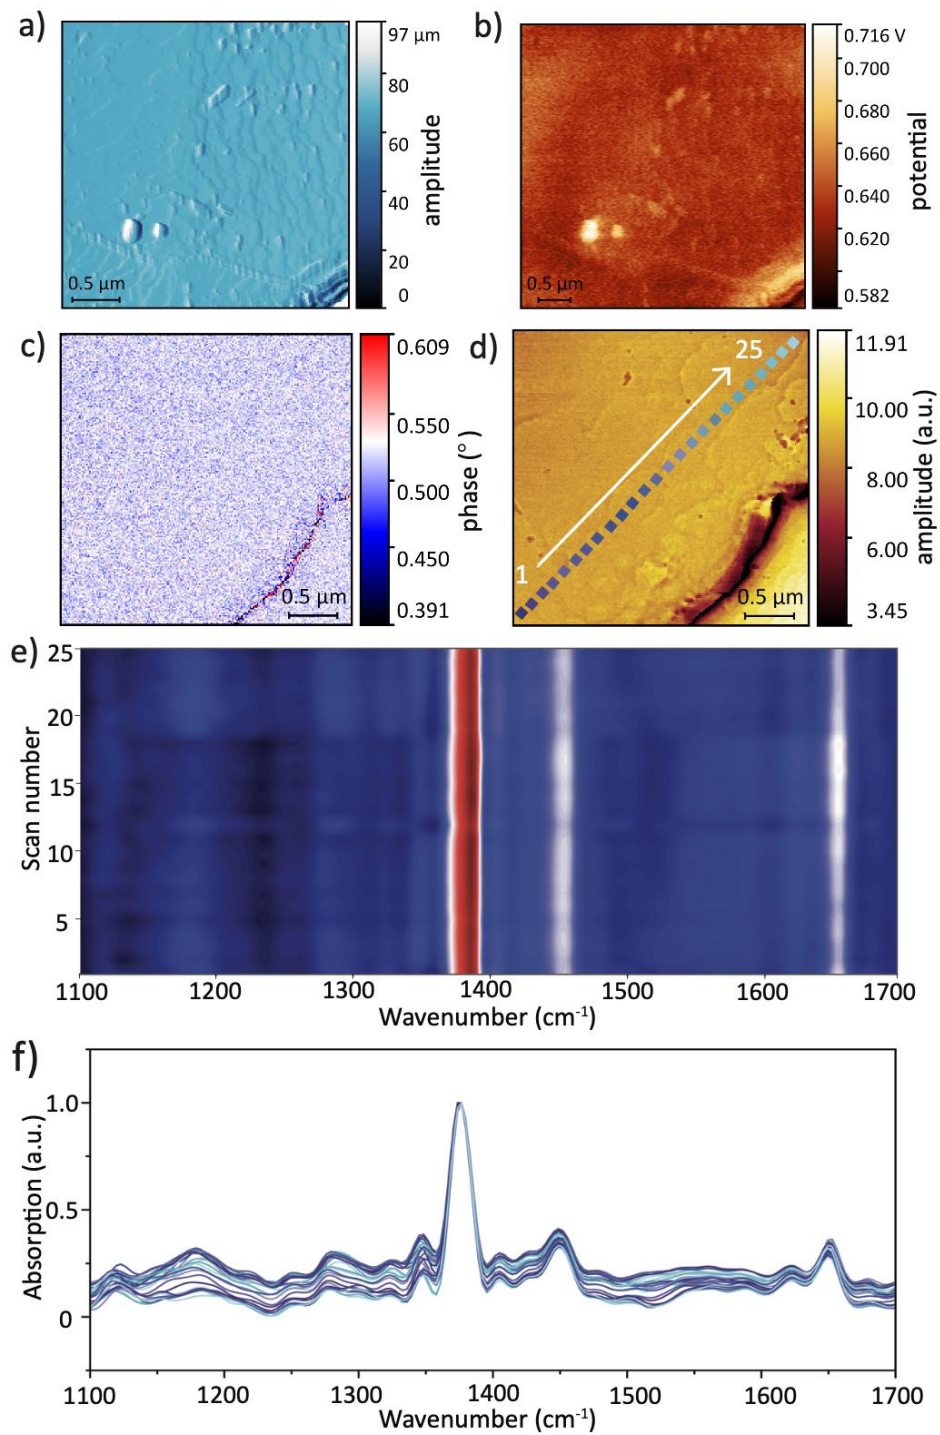 a)
97 µm
80
60
40
20
0
amplitude
0.5 µm
b)
0.716 V
0.700
0.680
0.660
0.640
0.620
0.582
potential
0.5 µm
c)
0.609
0.550
0.500
0.450
0.391
phase (°)
0.5 µm
d)
25
1
11.91
10.00
8.00
6.00
3.45
amplitude (a.u.)
0.5 µm
e)
25
20
15
10
5
Scan number
1100 1200 1300 1400 1500 1600 1700
Wavenumber (cm-1)
f)
1.0
0.5
0
Absorption (a.u.)
1100 1200 1300 1400 1500 1600 1700
Wavenumber (cm-1)